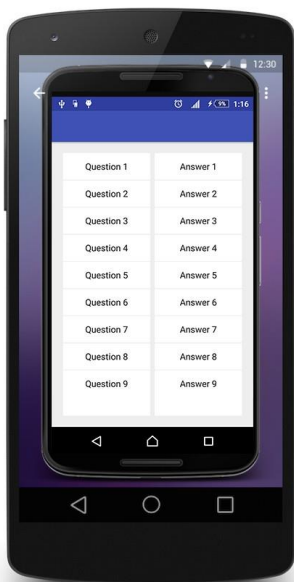 12:30
9% 1:16
Question 1 Answer 1
Question 2 Answer 2
Question 3 Answer 3
Question 4 Answer 4
Question 5 Answer 5
Question 6 Answer 6
Question 7 Answer 7
Question 8 Answer 8
Question 9 Answer 9